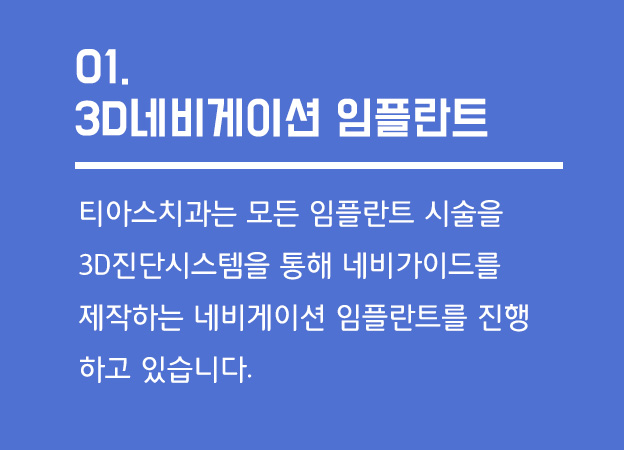 01.
3D네비게이션 임플란트
티아스치과는 모든 임플란트 시술을
3D진단시스템을 통해 네비가이드를
제작하는 네비게이션 임플란트를 진행
하고 있습니다.